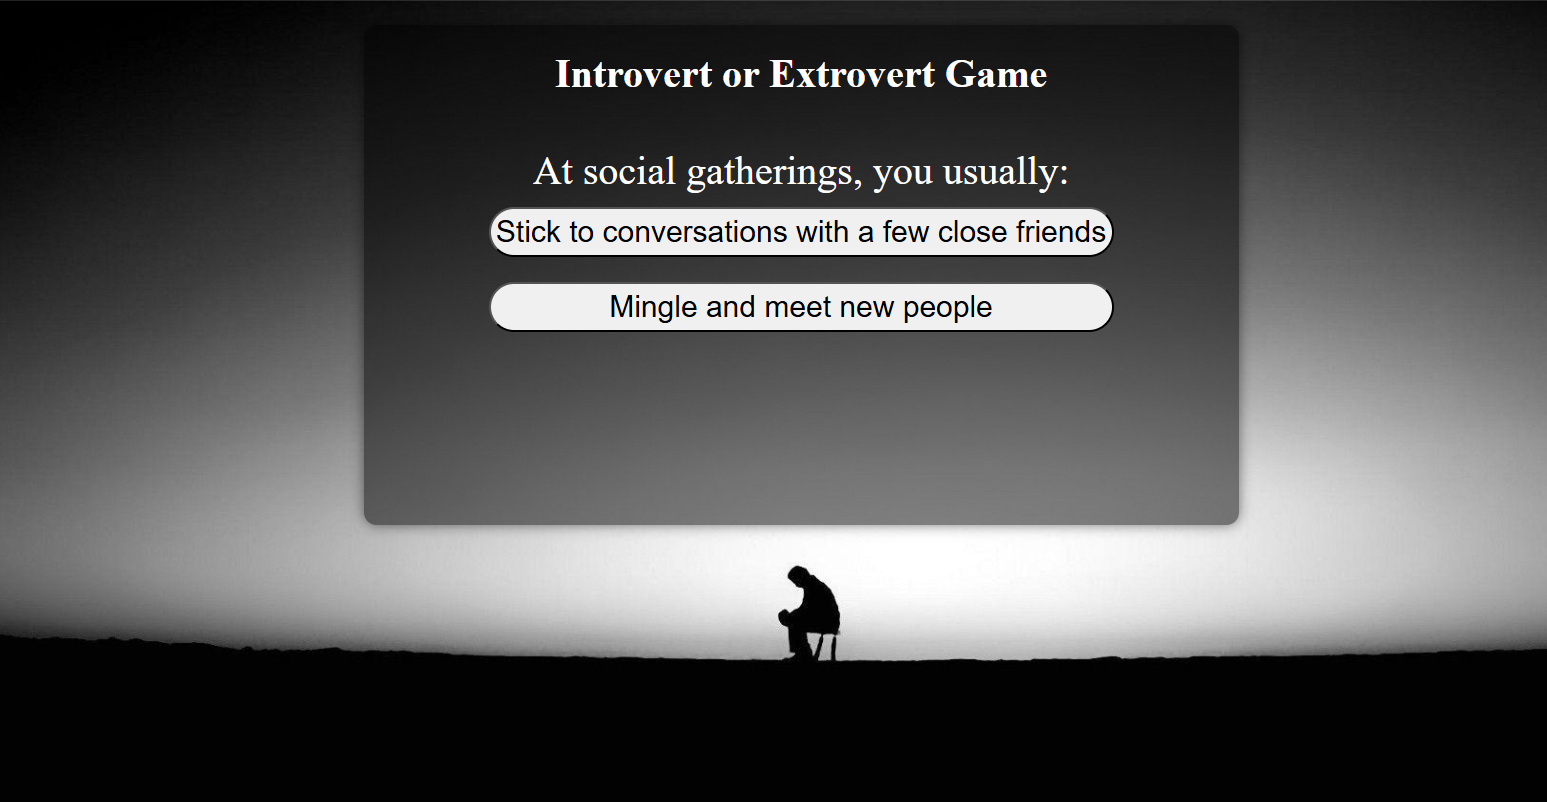 Introvert or Extrovert Game
At social gatherings, you usually:
Stick to conversations with a few close friends
Mingle and meet new people